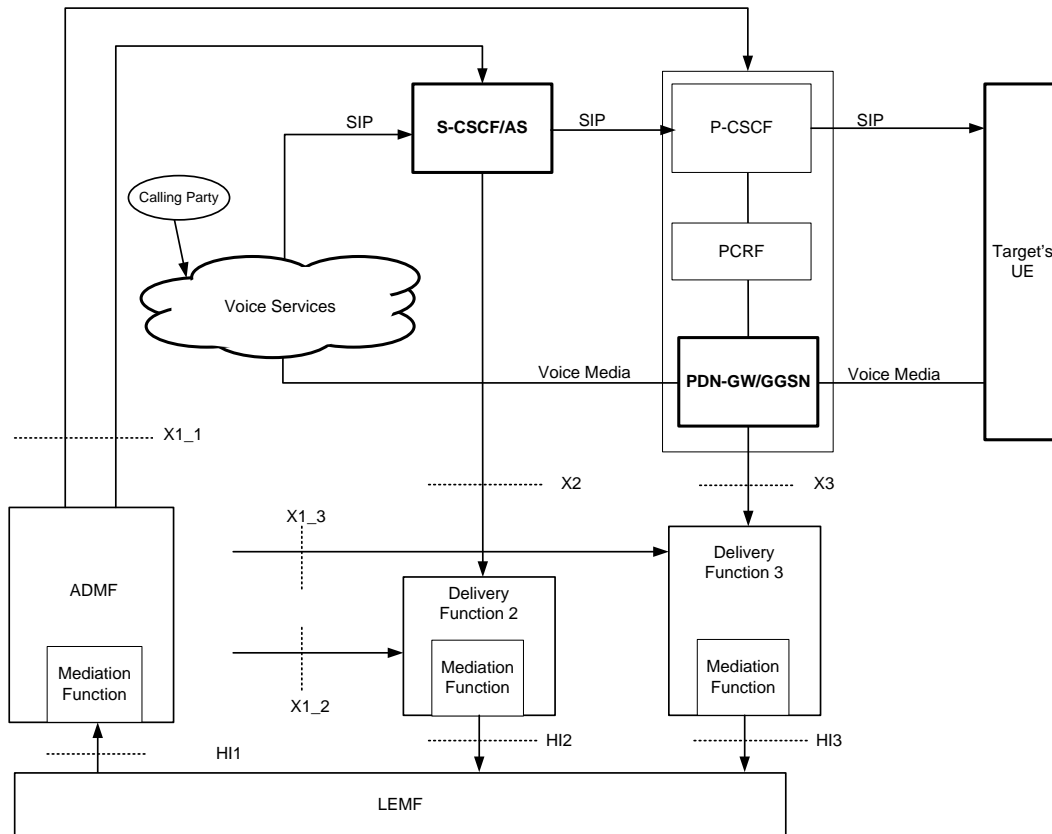 SIP
S-CSCF/AS
SIP
P-CSCF
SIP
Calling Party
PCRF
Target's
UE
Voice Services
Voice Media
PDN-GW/GGSN
Voice Media
X1_1
X2
X3
X1_3
ADMF
Delivery
Function 3
Delivery
Function 2
Mediation
Function
Mediation
Function
Mediation
Function
X1_2
HI1
HI2
HI3
LEMF